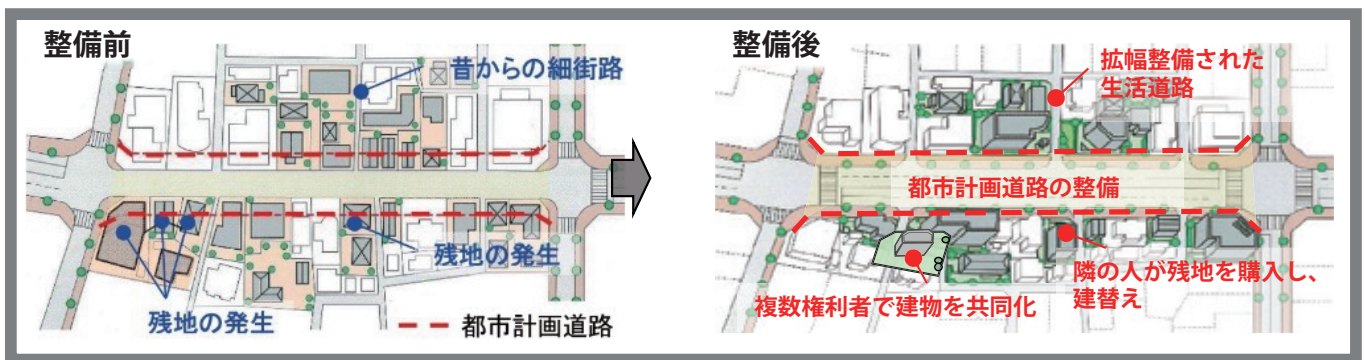 整備前
昔からの細街路
残地の発生
残地の発生
都市計画道路
整備後
拡幅整備された
生活道路
都市計画道路の整備
隣の人が残地を購入し、
建替え
複数権利者で建物を共同化